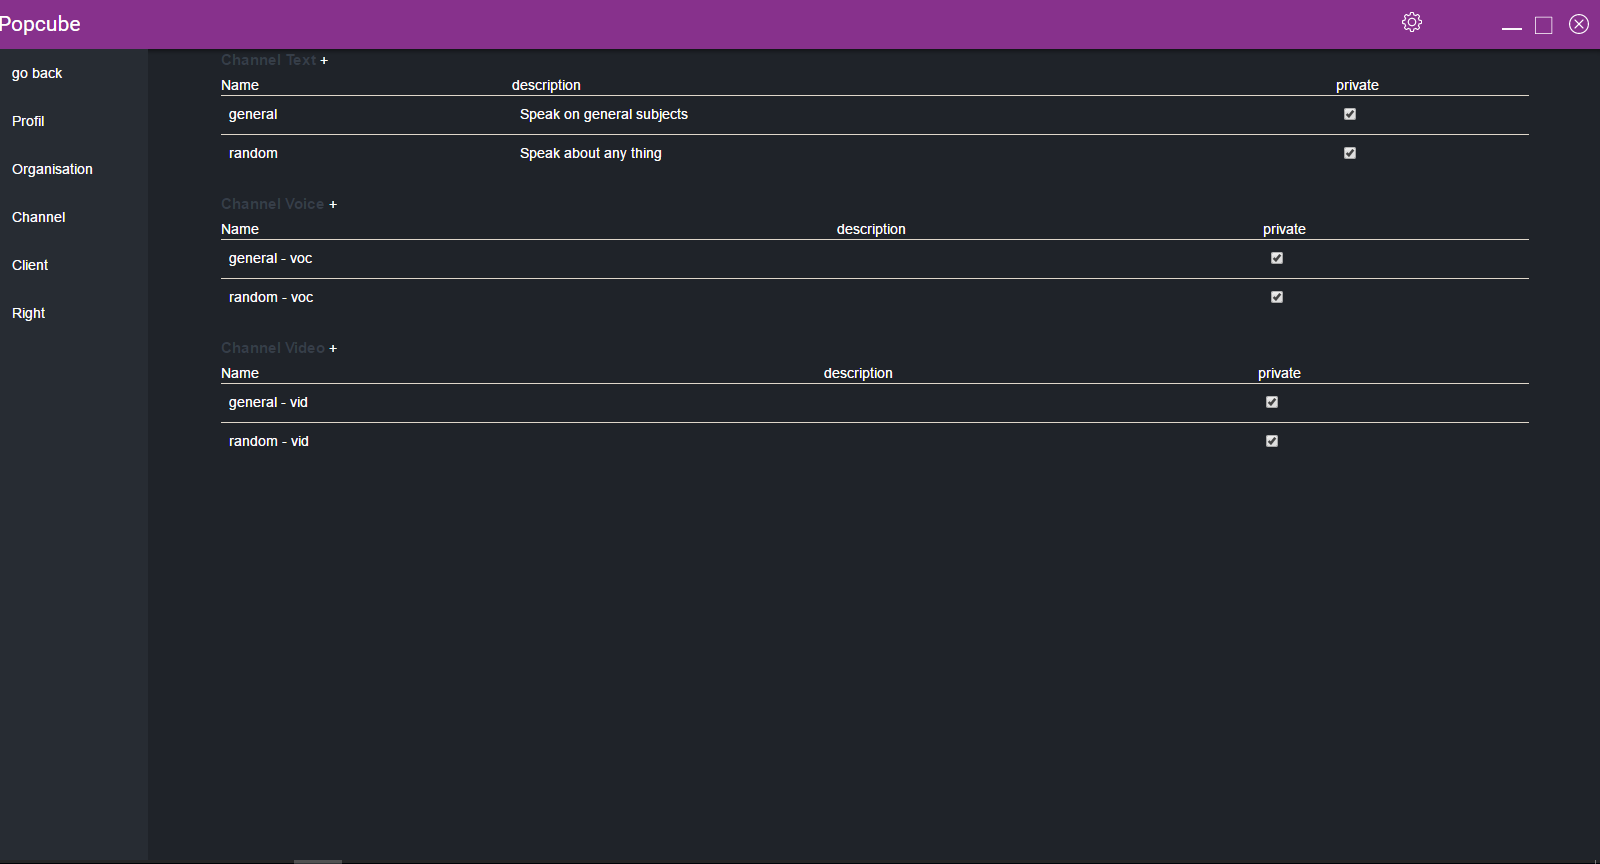 Popcube
go back
Profil
Organisation
Channel
Client
Right
Channel Text +
Name description private
general Speak on general subjects
random Speak about any thing
Channel Voice +
Name description private
general - voc
random - voc
Channel Video +
Name description private
general - vid
random - vid